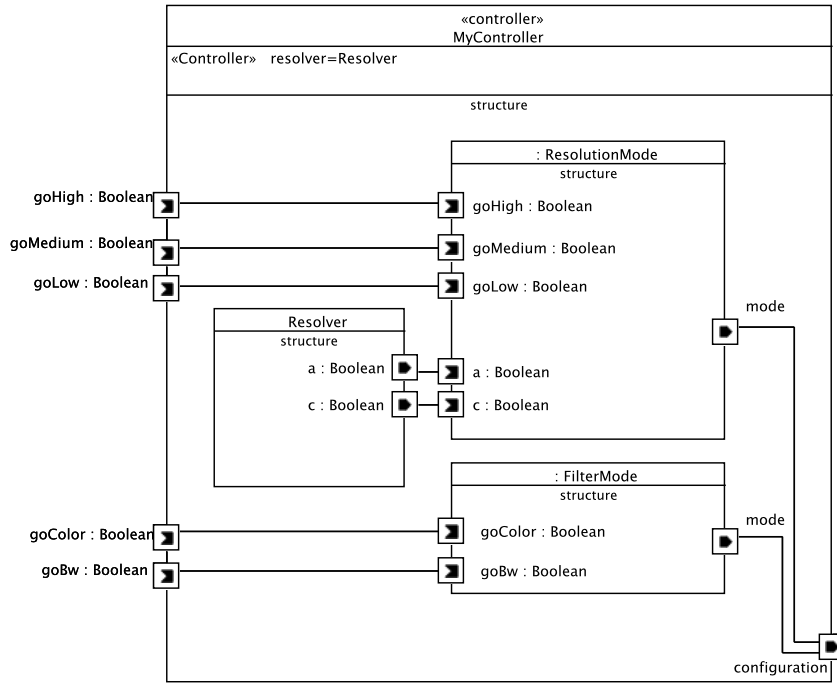 «controller»
MyController
«Controller» resolver=Resolver
structure
: ResolutionMode
structure
goHigh : Boolean
goHigh : Boolean
goMedium : Boolean
goMedium : Boolean
goLow : Boolean
goLow : Boolean
mode
Resolver
structure
a : Boolean
a : Boolean
c : Boolean
c : Boolean
: FilterMode
structure
goColor : Boolean
goColor : Boolean
mode
goBw : Boolean
goBw : Boolean
configuration